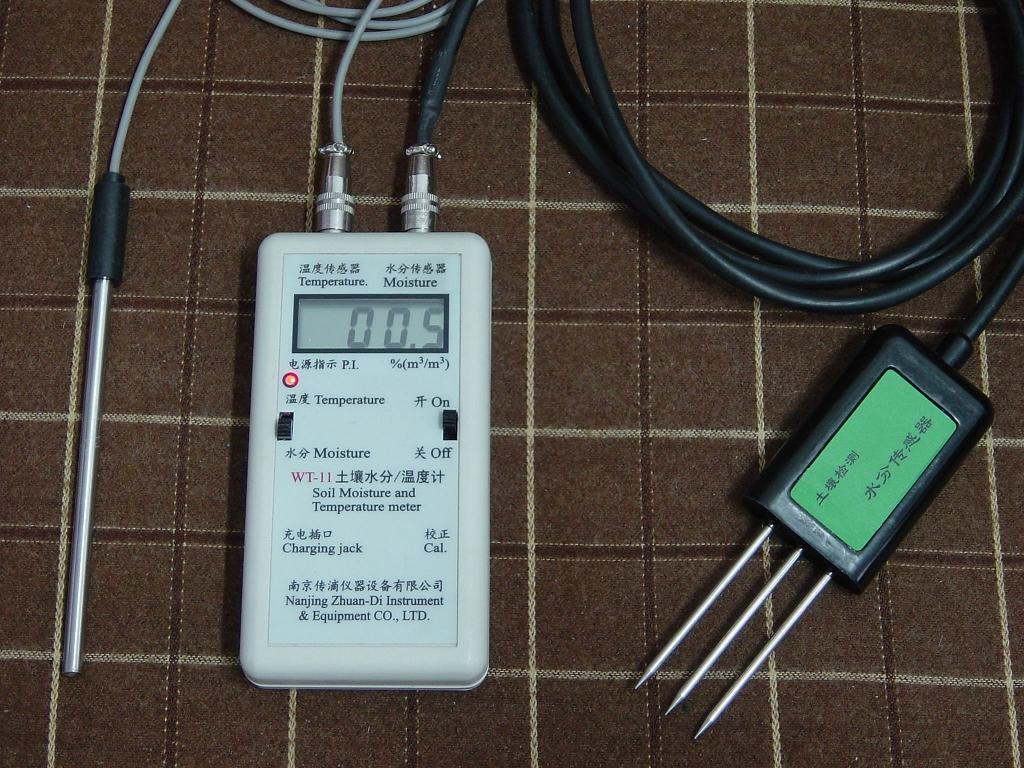 温度传感器 水分传感器
Temperature. Moisture
00.5
电源指示 P.I. %(m³/m³)
温度 Temperature 开 On
水分 Moisture 关 Off
WT-11 土壤水分/温度计
Soil Moisture and
Temperature meter
充电插口 校正
Charging jack Cal.
南京传滴仪器设备有限公司
Nanjing Zhuan-Di Instrument
& Equipment CO., LTD.
土壤检测
水分传感器